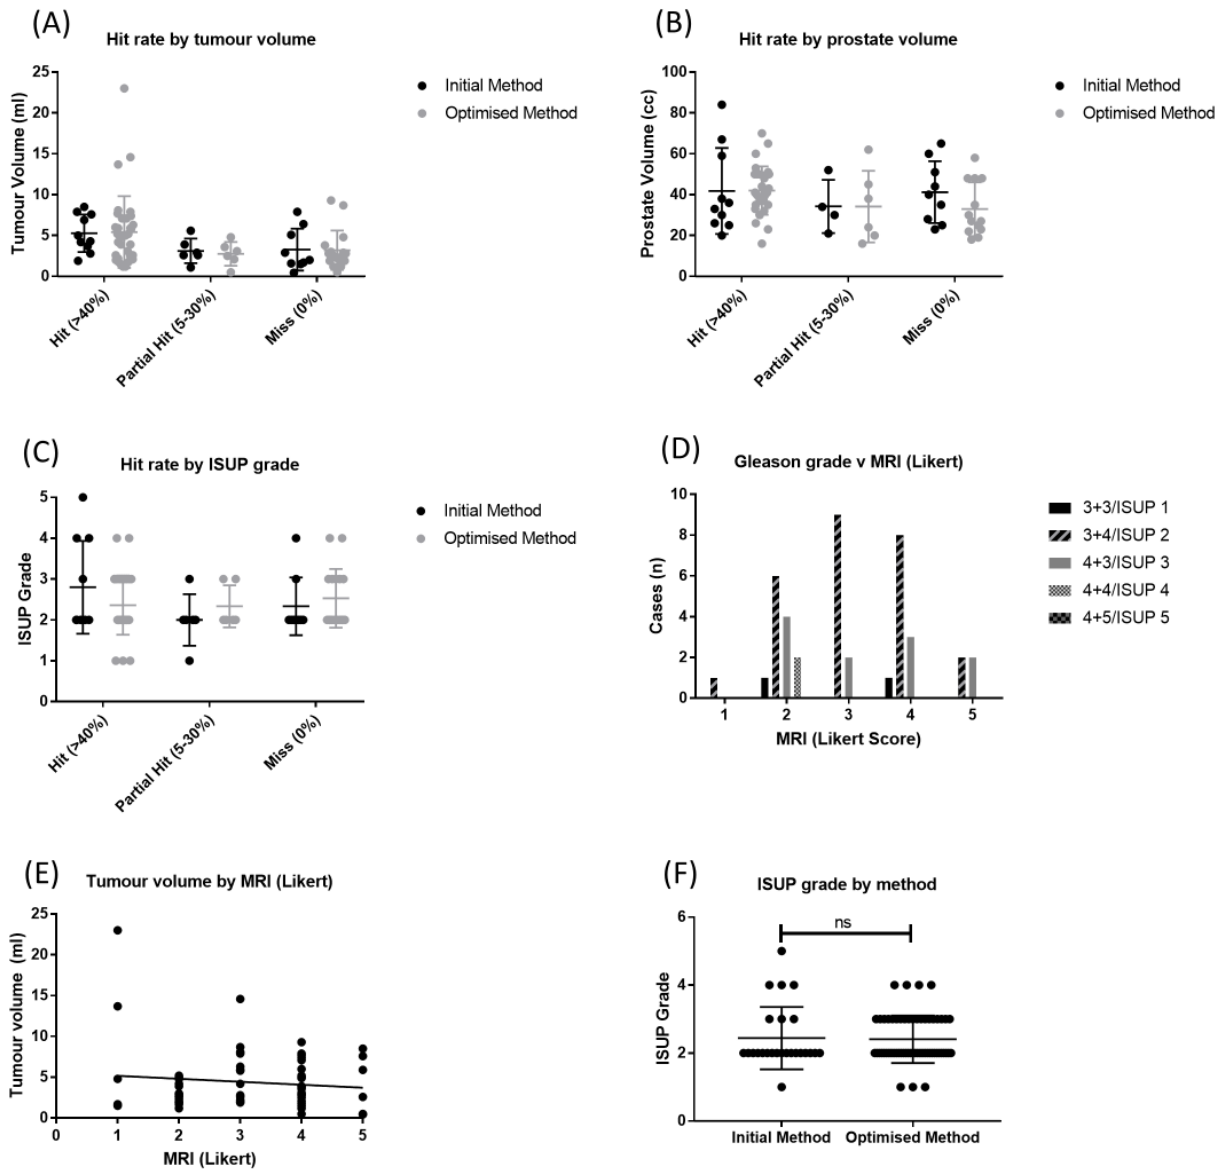 (A)
Hit rate by tumour volume
25
20
15
10
5
0
Tumour Volume (ml)
Hit (>40%)
Partial Hit (5-30%)
Miss (0%)
Initial Method
Optimised Method
(B)
Hit rate by prostate volume
100
80
60
40
20
0
Prostate Volume (cc)
Hit (>40%)
Partial Hit (5-30%)
Miss (0%)
Initial Method
Optimised Method
(C)
Hit rate by ISUP grade
5
4
3
2
1
0
ISUP Grade
Hit (>40%)
Partial Hit (5-30%)
Miss (0%)
Initial Method
Optimised Method
(D)
Gleason grade v MRI (Likert)
10
8
6
4
2
0
Cases (n)
1 2 3 4 5
MRI (Likert Score)
3+3/ISUP 1
3+4/ISUP 2
4+3/ISUP 3
4+4/ISUP 4
4+5/ISUP 5
(E)
Tumour volume by MRI (Likert)
25
20
15
10
5
0
Tumour volume (ml)
0 1 2 3 4 5
MRI (Likert)
(F)
ISUP grade by method
6
4
2
0
ISUP Grade
ns
Initial Method Optimised Method